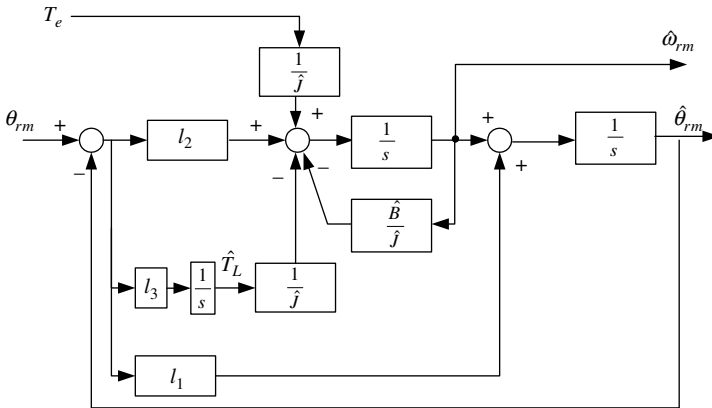 T_e
ω̂_rm
1/Ĵ
θ_rm + l_2 + + 1/s + 1/s θ̂_rm
− − − +
B̂/Ĵ
l_3 1/s T̂_L 1/Ĵ
l_1